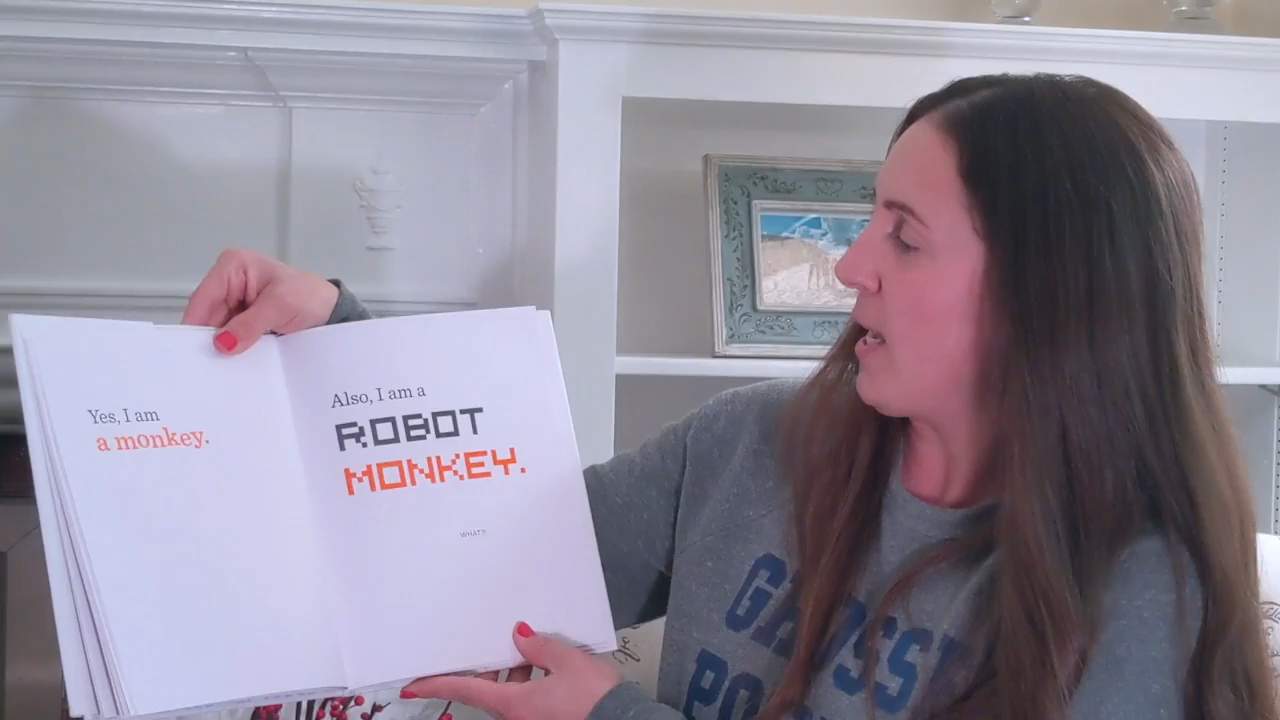 Yes, I am
a monkey.
Also, I am a
ROBOT
MONKEY.
WHAT?!